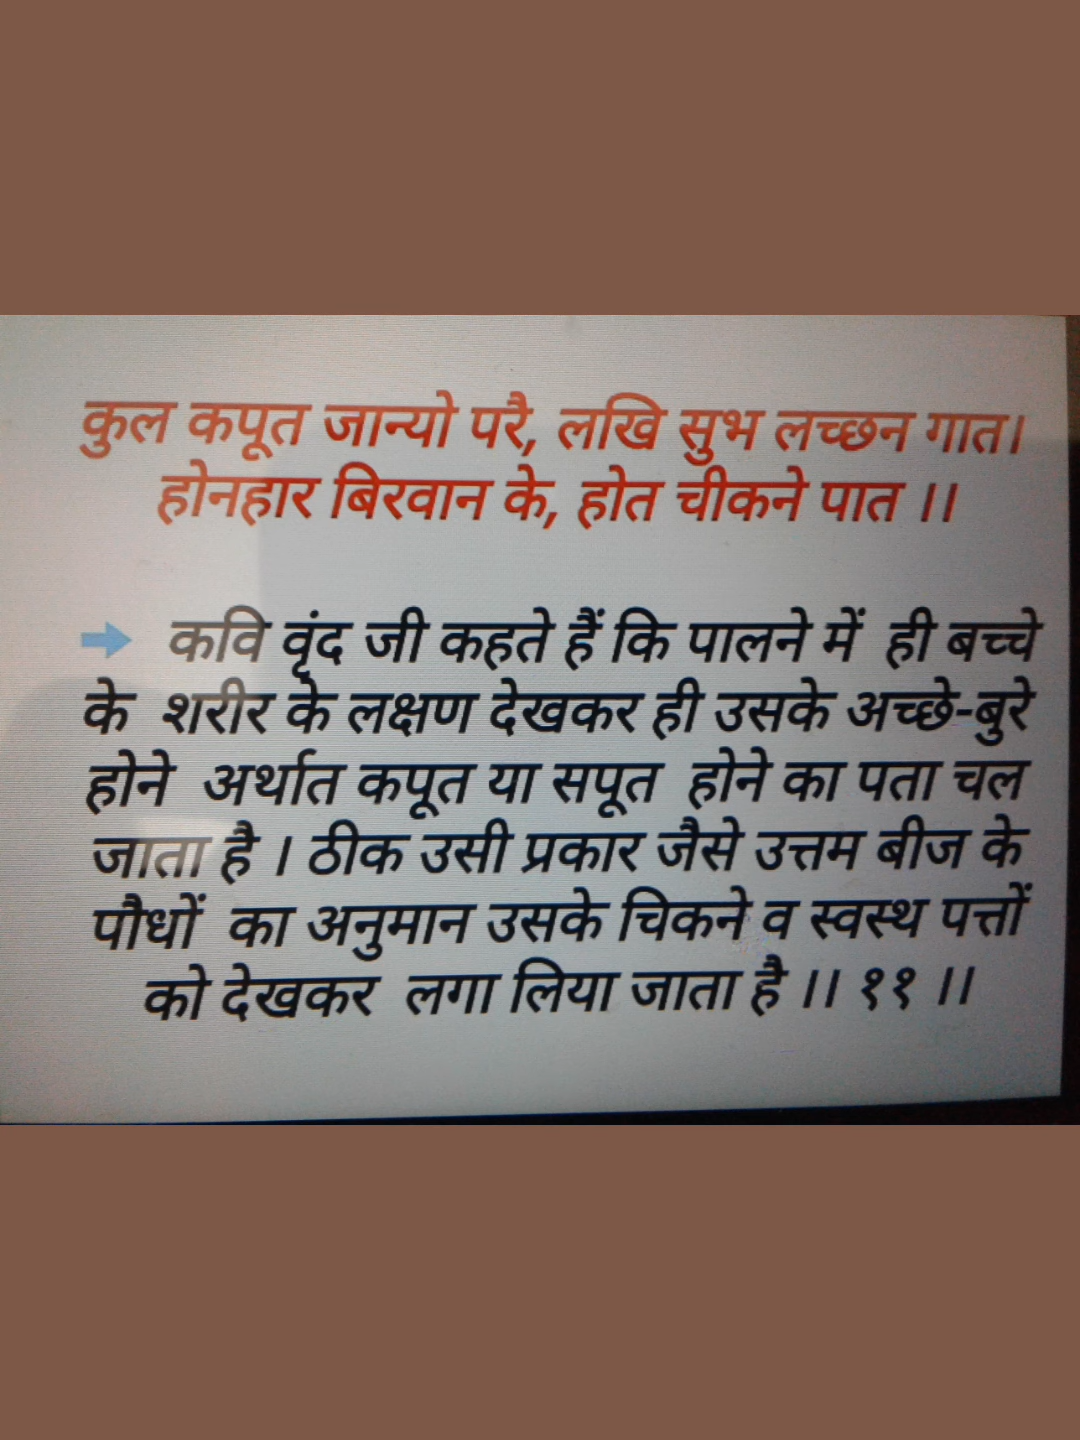 कुल कपूत जान्यो परै, लखि सुभ लच्छन गात।
होनहार बिरवान के, होत चीकने पात ।।
कवि वृंद जी कहते हैं कि पालने में ही बच्चे
के शरीर के लक्षण देखकर ही उसके अच्छे-बुरे
होने अर्थात कपूत या सपूत होने का पता चल
जाता है । ठीक उसी प्रकार जैसे उत्तम बीज के
पौधों का अनुमान उसके चिकने व स्वस्थ पत्तों
को देखकर लगा लिया जाता है ।। ११ ।।